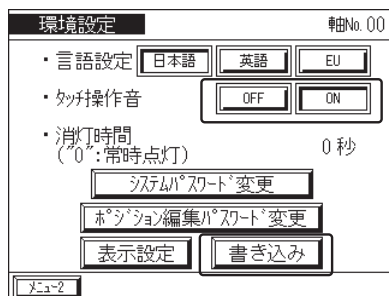 環境設定 軸No. 00
・言語設定 日本語 英語 EU
・ﾀｯﾁ操作音 OFF ON
・消灯時間 0 秒
("0":常時点灯)
ｼｽﾃﾑﾊﾟｽﾜｰﾄﾞ変更
ﾎﾟｼﾞｼｮﾝ編集ﾊﾟｽﾜｰﾄﾞ変更
表示設定 書き込み
ﾒﾆｭｰ2